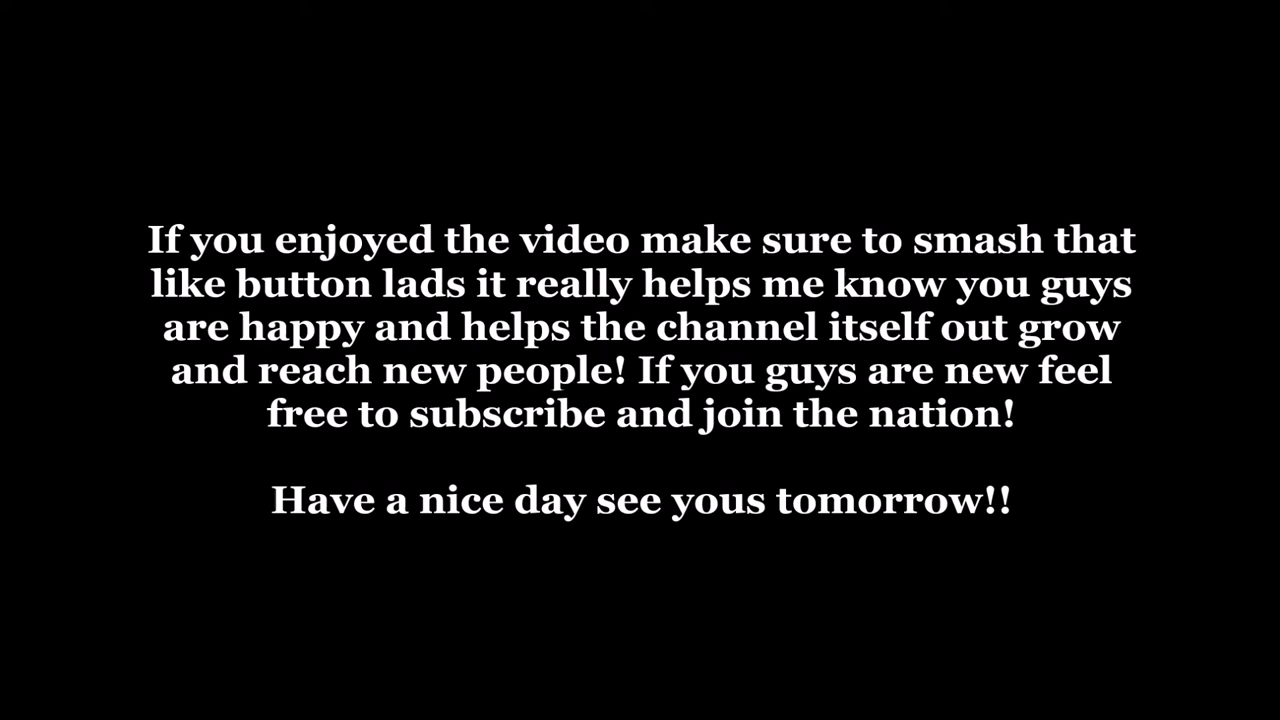 If you enjoyed the video make sure to smash that
like button lads it really helps me know you guys
are happy and helps the channel itself out grow
and reach new people! If you guys are new feel
free to subscribe and join the nation!
Have a nice day see yous tomorrow!!